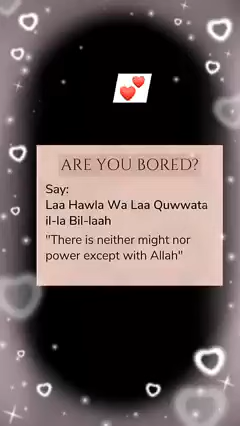 ARE YOU BORED?
Say:
Laa Hawla Wa Laa Quwwata
il-la Bil-laah
"There is neither might nor
power except with Allah"